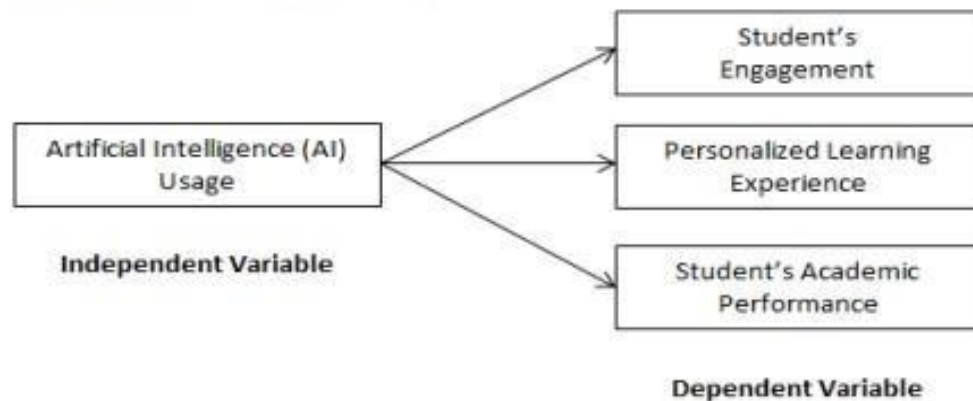 Student's
Engagement
Artificial Intelligence (AI)
Usage
Personalized Learning
Experience
Independent Variable
Student's Academic
Performance
Dependent Variable